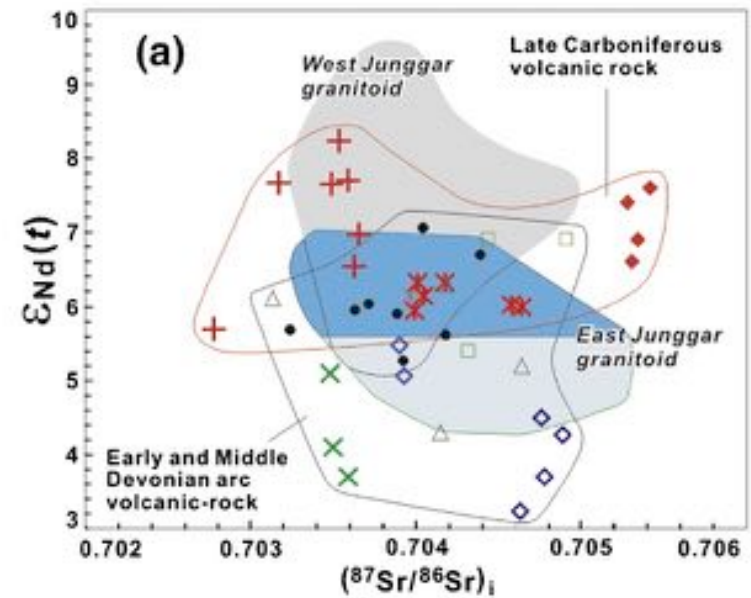 (a)
West Junggar
granitoid
Late Carboniferous
volcanic rock
East Junggar
granitoid
Early and Middle
Devonian arc
volcanic-rock
10
9
8
7
6
5
4
3
εNd(t)
0.702
0.703
0.704
0.705
0.706
(⁸⁷Sr/⁸⁶Sr)i